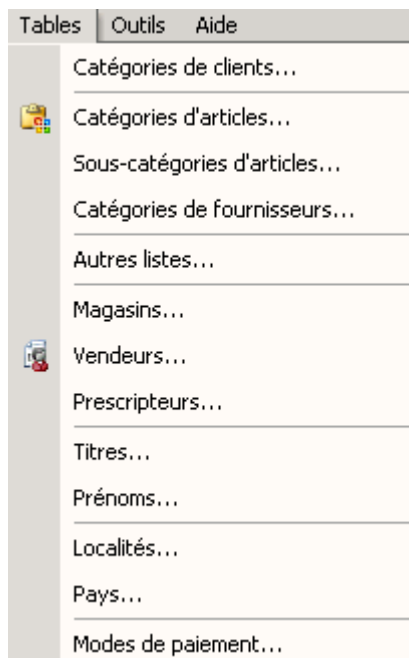 Tables Outils Aide
Catégories de clients...
Catégories d'articles...
Sous-catégories d'articles...
Catégories de fournisseurs...
Autres listes...
Magasins...
Vendeurs...
Prescripteurs...
Titres...
Prénoms...
Localités...
Pays...
Modes de paiement...